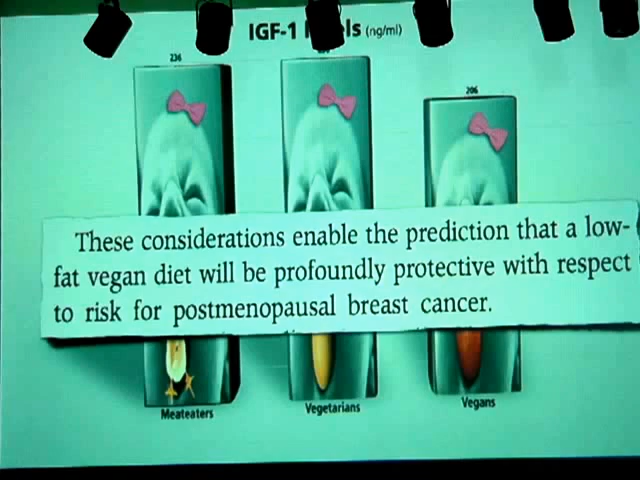 IGF-1 ls (ng/ml)
236
206
These considerations enable the prediction that a low-
fat vegan diet will be profoundly protective with respect
to risk for postmenopausal breast cancer.
Meateaters
Vegetarians
Vegans